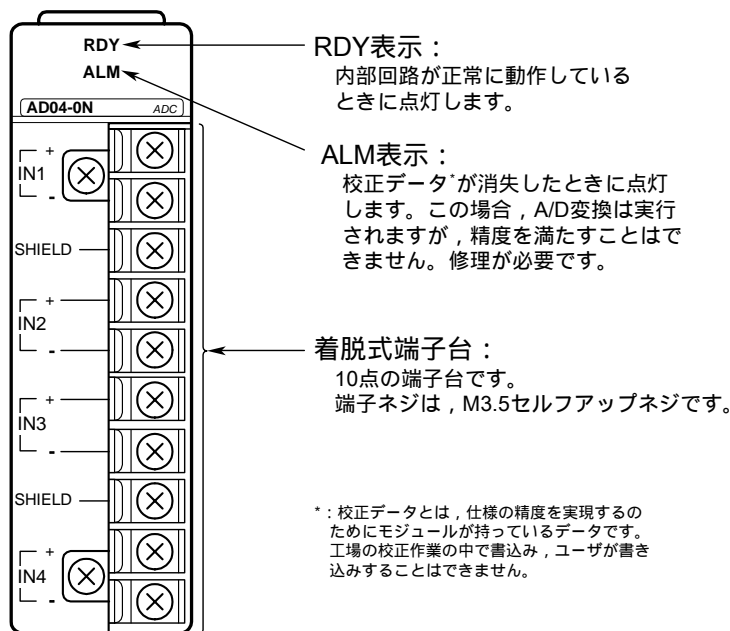 RDY
ALM
AD04-0N ADC
IN1
+
-
SHIELD
IN2
+
-
IN3
+
-
SHIELD
IN4
+
-
RDY表示：
内部回路が正常に動作している
ときに点灯します。
ALM表示：
校正データ*が消失したときに点灯
します。この場合，A/D変換は実行
されますが，精度を満たすことはで
きません。修理が必要です。
着脱式端子台：
10点の端子台です。
端子ネジは，M3.5セルフアップネジです。
*：校正データとは，仕様の精度を実現するの
ためにモジュールが持っているデータです。
工場の校正作業の中で書込み，ユーザが書き
込みすることはできません。